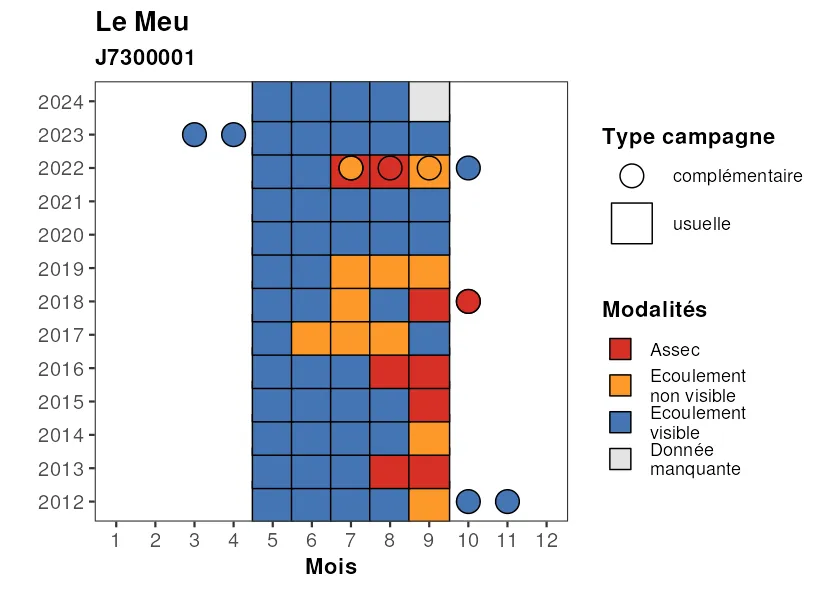 Le Meu
J7300001
2024
2023
2022
2021
2020
2019
2018
2017
2016
2015
2014
2013
2012
1 2 3 4 5 6 7 8 9 10 11 12
Mois
Type campagne
complémentaire
usuelle
Modalités
Assec
Ecoulement
non visible
Ecoulement
visible
Donnée
manquante